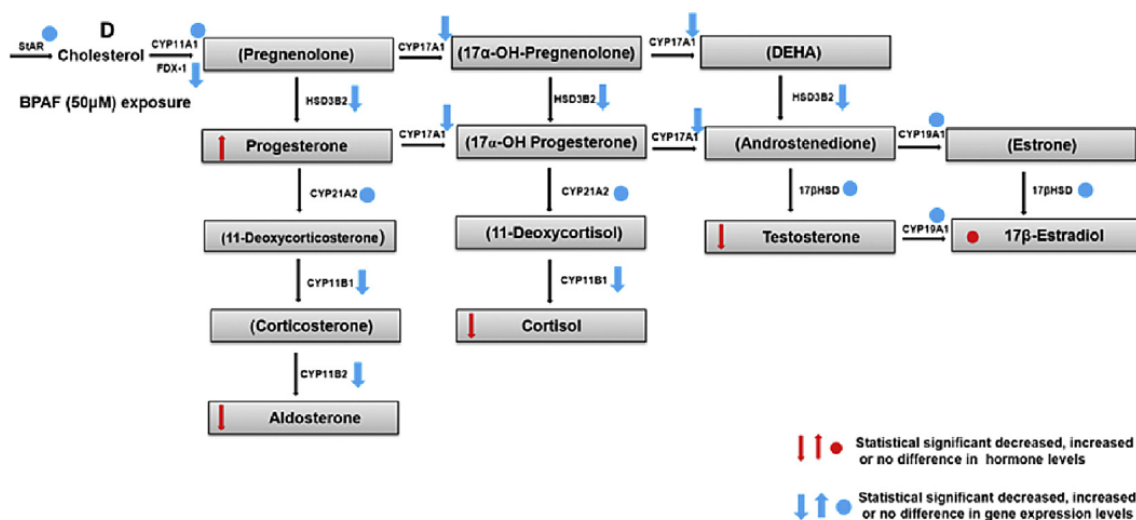 D
StAR
Cholesterol
CYP11A1
FDX-1
BPAF (50μM) exposure
(Pregnenolone)
CYP17A1
(17α-OH-Pregnenolone)
CYP17A1
(DEHA)
HSD3B2
HSD3B2
HSD3B2
Progesterone
CYP17A1
(17α-OH Progesterone)
CYP17A1
(Androstenedione)
CYP19A1
(Estrone)
CYP21A2
CYP21A2
17βHSD
17βHSD
(11-Deoxycorticosterone)
(11-Deoxycortisol)
Testosterone
CYP19A1
17β-Estradiol
CYP11B1
CYP11B1
(Corticosterone)
Cortisol
CYP11B2
Aldosterone
Statistical significant decreased, increased
or no difference in hormone levels
Statistical significant decreased, increased
or no difference in gene expression levels